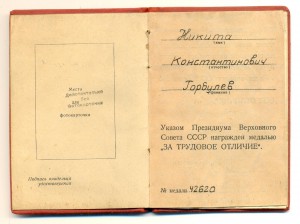 Место
фотокарточки
Подпись владельца
удостоверения
Никита
(имя)
Константинович
(отчество)
Горбулев
(фамилия)
Указом Президиума Верховного
Совета СССР награжден медалью
„ЗА ТРУДОВОЕ ОТЛИЧИЕ“.
№ медали 42620